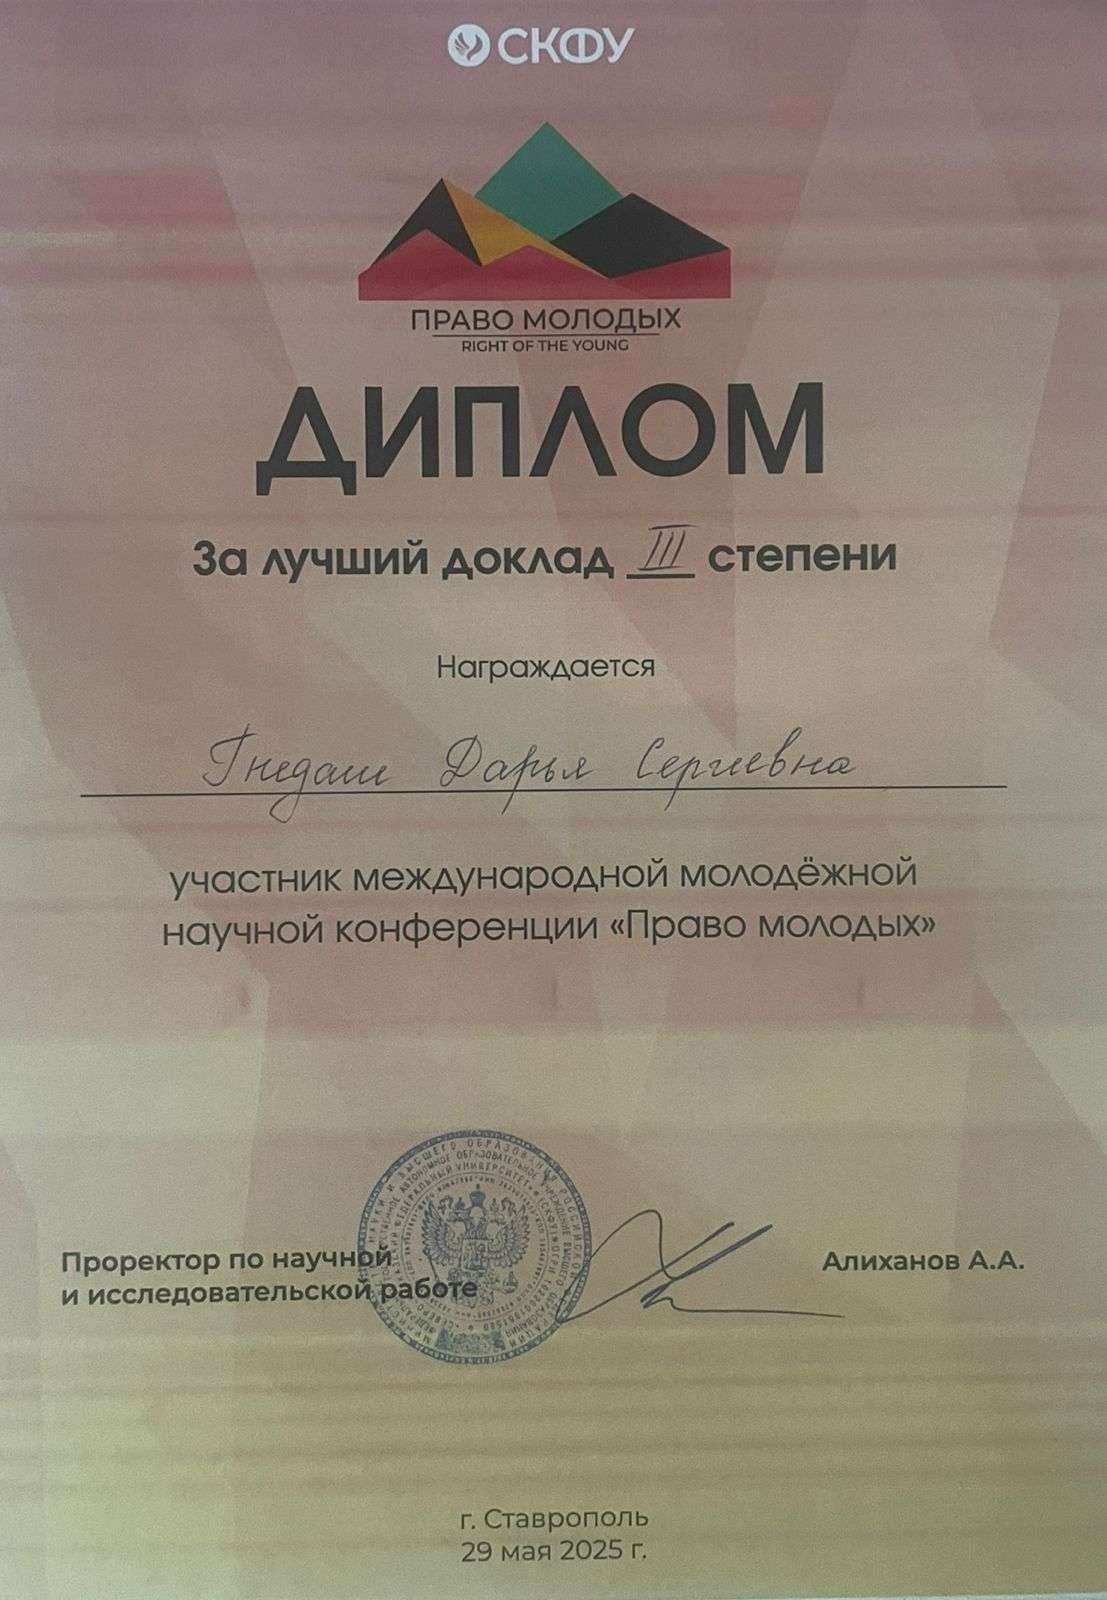 СКФУ
ПРАВО МОЛОДЫХ
RIGHT OF THE YOUNG
ДИПЛОМ
За лучший доклад III степени
Награждается
Гнедаш Дарья Сергиевна
участник международной молодёжной
научной конференции «Право молодых»
Проректор по научной
и исследовательской работе
Алиханов А.А.
г. Ставрополь
29 мая 2025 г.